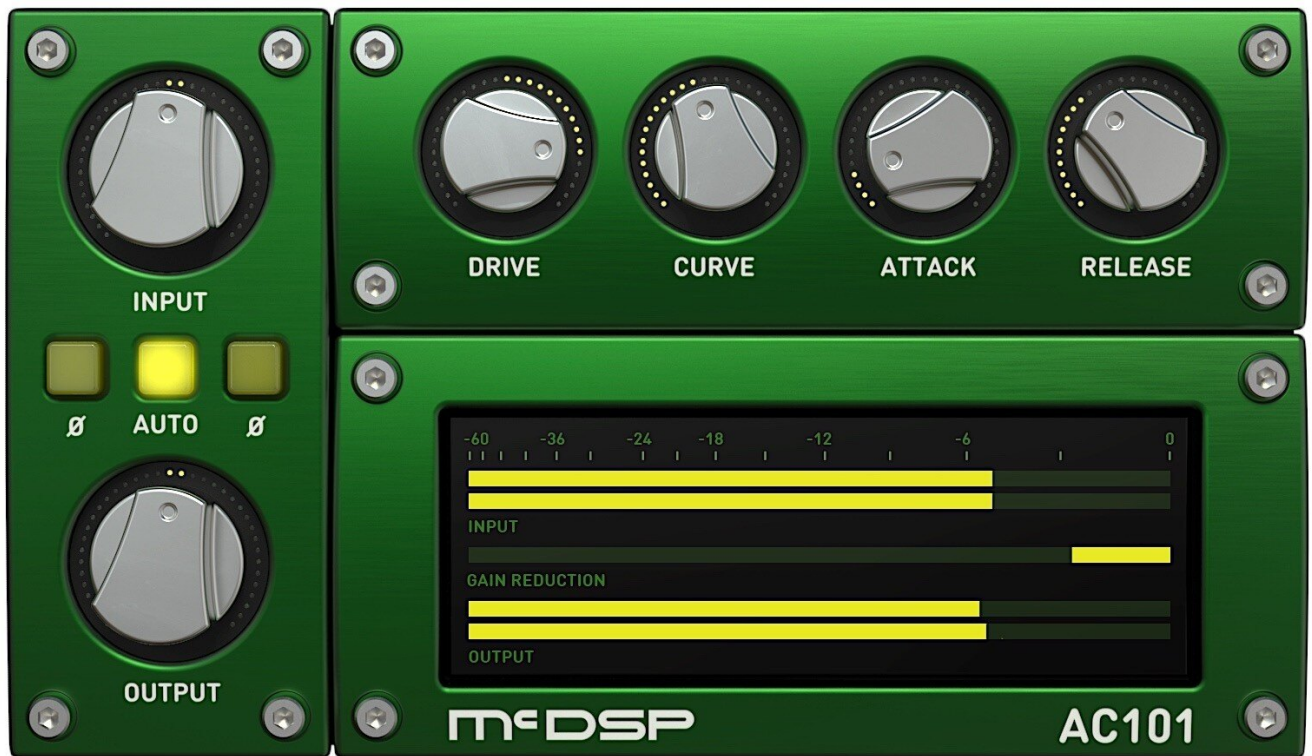 INPUT
Ø AUTO Ø
OUTPUT
DRIVE CURVE ATTACK RELEASE
-60 -36 -24 -18 -12 -6 0
INPUT
GAIN REDUCTION
OUTPUT
McDSP AC101